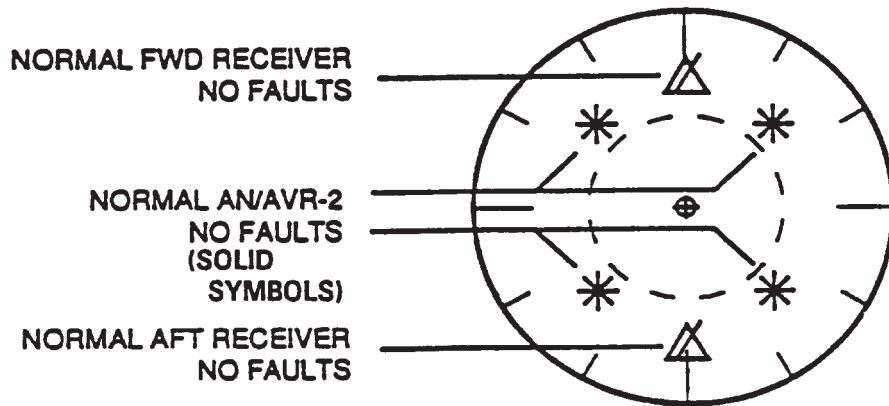 NORMAL FWD RECEIVER
NO FAULTS
NORMAL AN/AVR-2
NO FAULTS
(SOLID
SYMBOLS)
NORMAL AFT RECEIVER
NO FAULTS